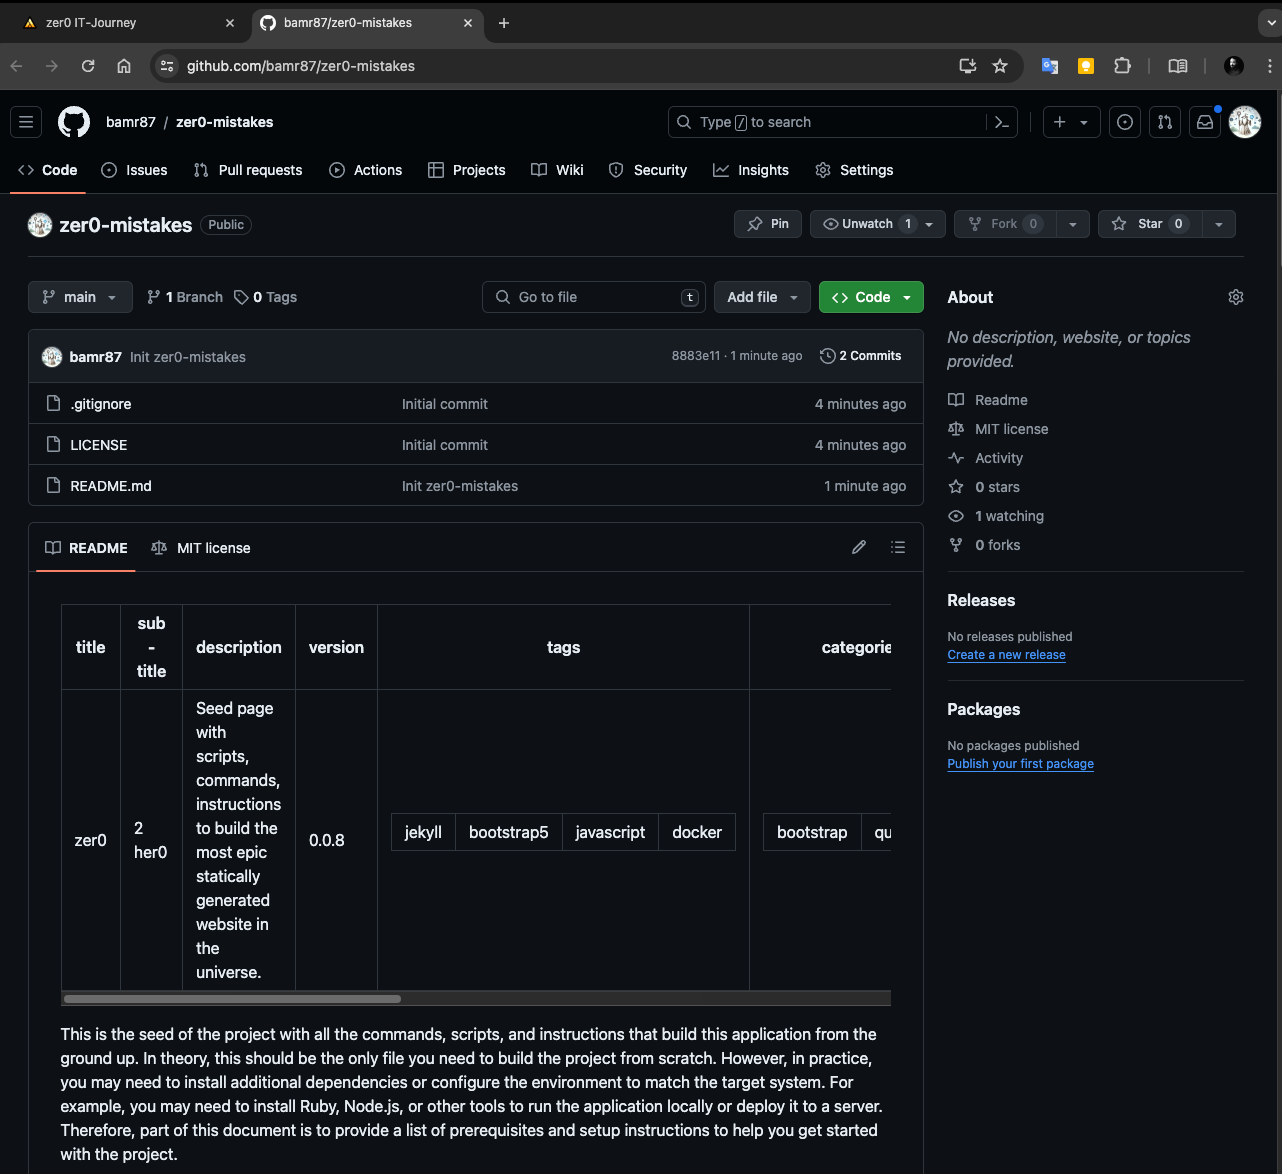 zer0 IT-Journey
bamr87/zer0-mistakes
github.com/bamr87/zer0-mistakes
bamr87 / zer0-mistakes
Type / to search
Code Issues Pull requests Actions Projects Wiki Security Insights Settings
zer0-mistakes Public
Pin Unwatch 1 Fork 0 Star 0
main 1 Branch 0 Tags Go to file t Add file Code
bamr87 Init zer0-mistakes 8883e11 · 1 minute ago 2 Commits
.gitignore Initial commit 4 minutes ago
LICENSE Initial commit 4 minutes ago
README.md Init zer0-mistakes 1 minute ago
README MIT license
title sub - title description version tags categorie
zer0 2 her0 Seed page with scripts, commands, instructions to build the most epic statically generated website in the universe. 0.0.8 jekyll bootstrap5 javascript docker bootstrap qu
This is the seed of the project with all the commands, scripts, and instructions that build this application from the
ground up. In theory, this should be the only file you need to build the project from scratch. However, in practice,
you may need to install additional dependencies or configure the environment to match the target system. For
example, you may need to install Ruby, Node.js, or other tools to run the application locally or deploy it to a server.
Therefore, part of this document is to provide a list of prerequisites and setup instructions to help you get started
with the project.
About
No description, website, or topics
provided.
Readme
MIT license
Activity
0 stars
1 watching
0 forks
Releases
No releases published
Create a new release
Packages
No packages published
Publish your first package